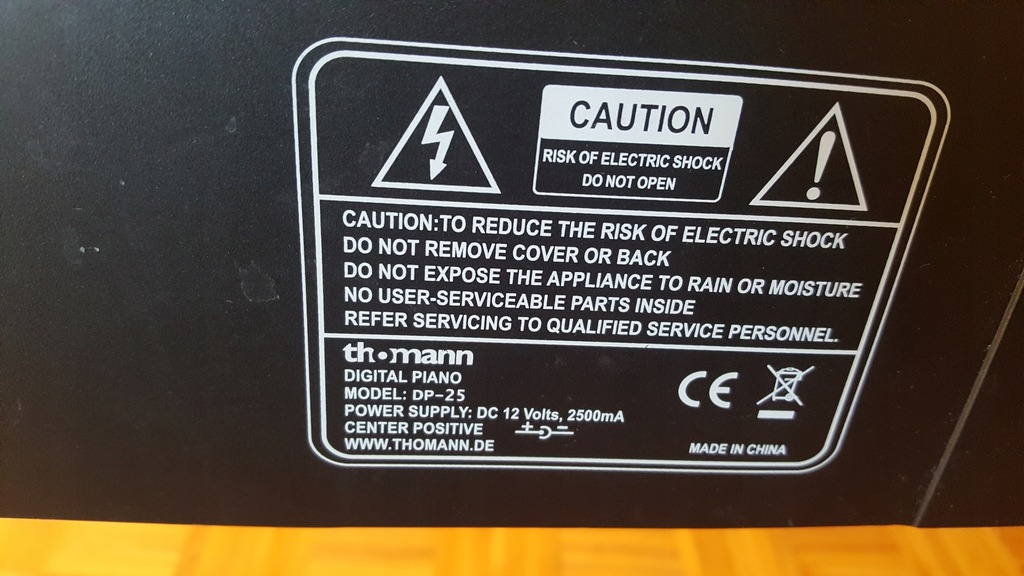 CAUTION
RISK OF ELECTRIC SHOCK
DO NOT OPEN
CAUTION:TO REDUCE THE RISK OF ELECTRIC SHOCK
DO NOT REMOVE COVER OR BACK
DO NOT EXPOSE THE APPLIANCE TO RAIN OR MOISTURE
NO USER-SERVICEABLE PARTS INSIDE
REFER SERVICING TO QUALIFIED SERVICE PERSONNEL.
thomann
DIGITAL PIANO
MODEL: DP-25
POWER SUPPLY: DC 12 Volts, 2500mA
CENTER POSITIVE
WWW.THOMANN.DE
CE
MADE IN CHINA